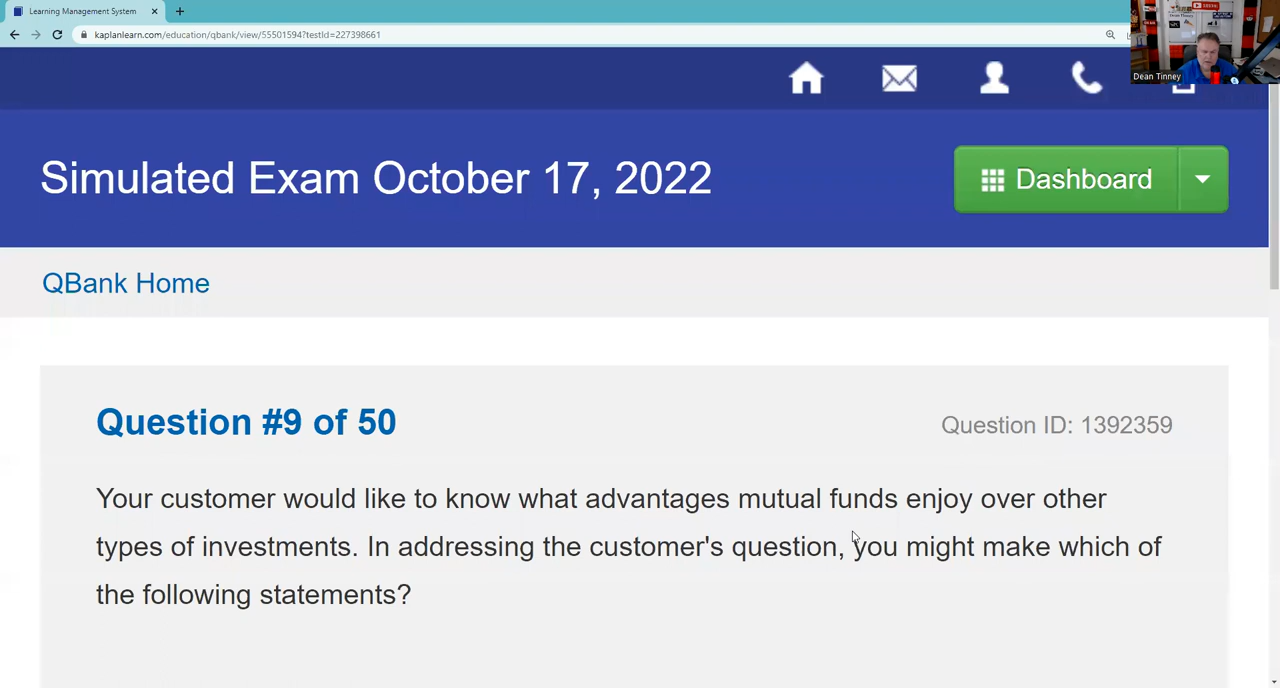 Learning Management System
kaplanlearn.com/education/qbank/view/55501594?testId=227398661
Dean Tinney
Simulated Exam October 17, 2022
Dashboard
QBank Home
Question #9 of 50
Question ID: 1392359
Your customer would like to know what advantages mutual funds enjoy over other
types of investments. In addressing the customer's question, you might make which of
the following statements?